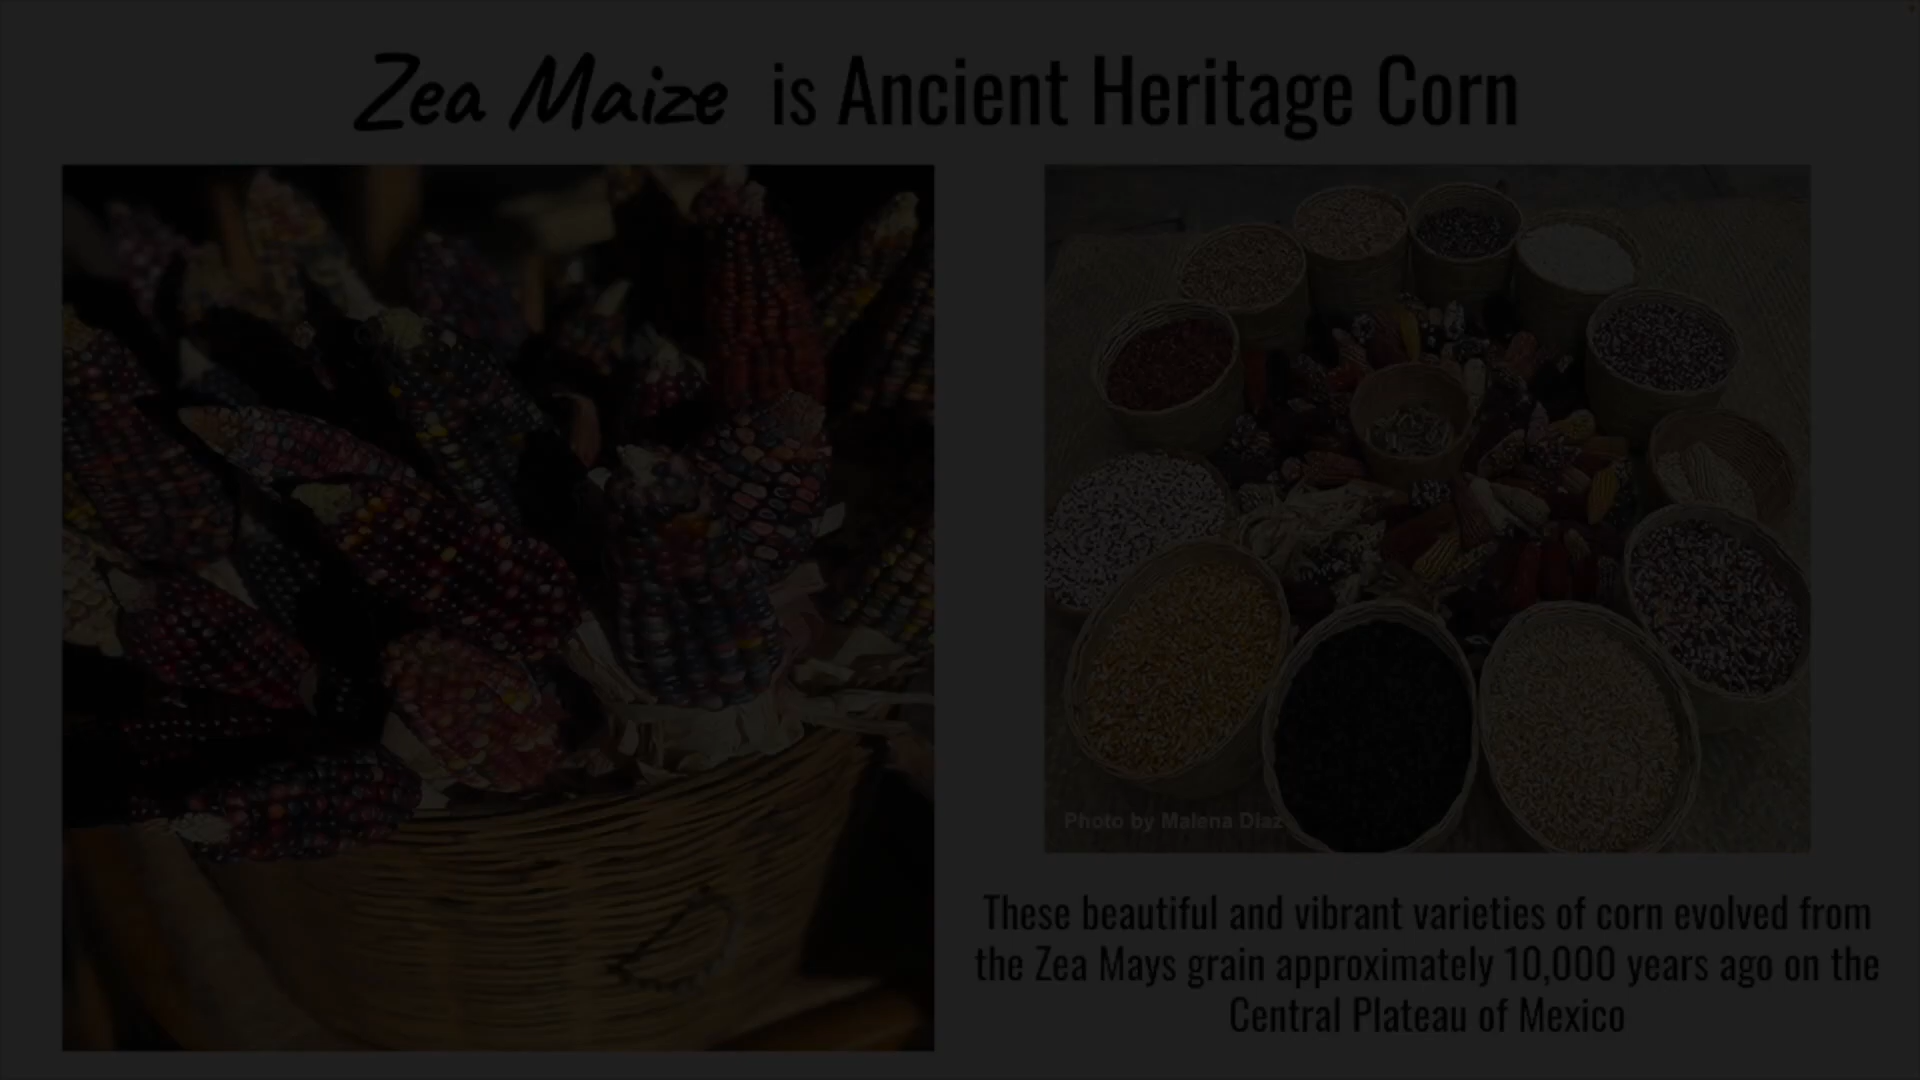 Zea Maize is Ancient Heritage Corn
Photo by Malena Diaz
These beautiful and vibrant varieties of corn evolved from
the Zea Mays grain approximately 10,000 years ago on the
Central Plateau of Mexico